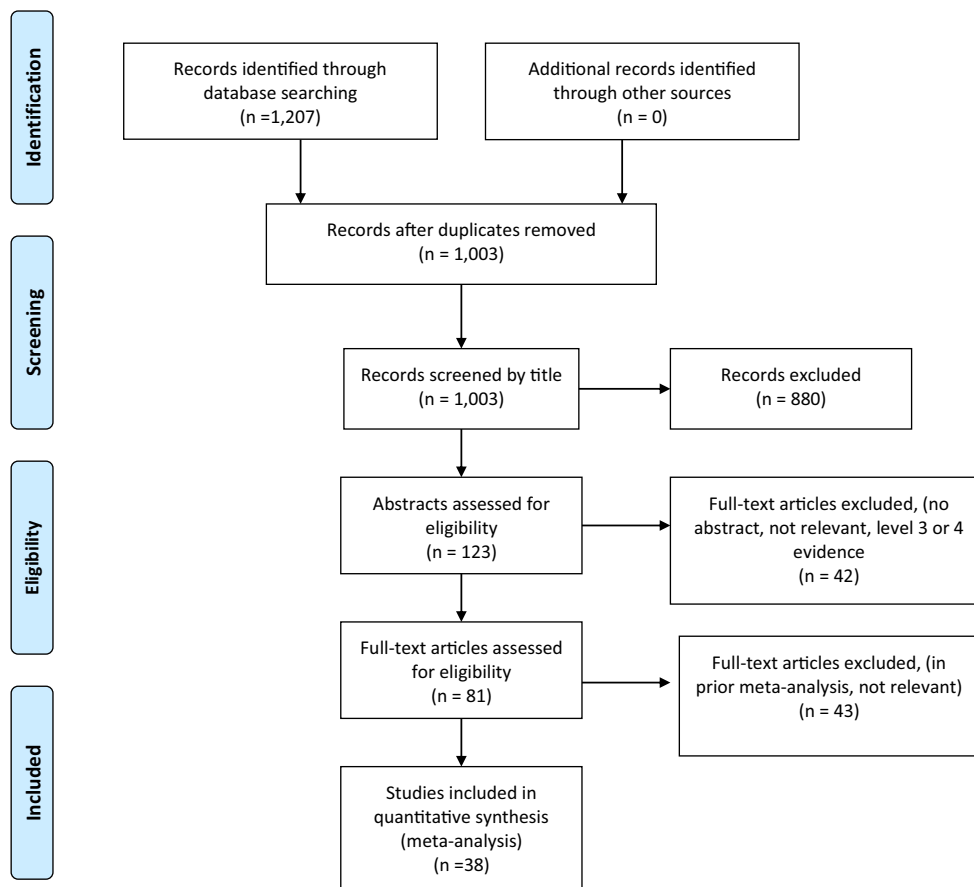 Identification
Records identified through
database searching
(n =1,207)
Additional records identified
through other sources
(n = 0)
Records after duplicates removed
(n = 1,003)
Screening
Records screened by title
(n = 1,003)
Records excluded
(n = 880)
Eligibility
Abstracts assessed for
eligibility
(n = 123)
Full-text articles excluded, (no
abstract, not relevant, level 3 or 4
evidence
(n = 42)
Full-text articles assessed
for eligibility
(n = 81)
Full-text articles excluded, (in
prior meta-analysis, not relevant)
(n = 43)
Included
Studies included in
quantitative synthesis
(meta-analysis)
(n =38)